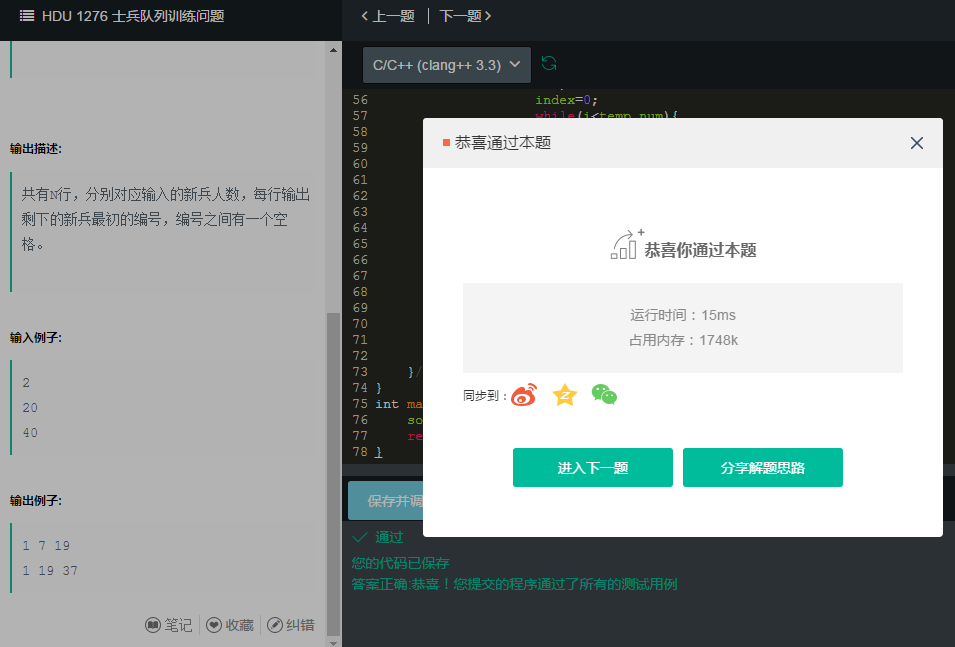 HDU 1276 士兵队列训练问题
上一题 下一题
C/C++ (clang++ 3.3)
输出描述:
共有N行，分别对应输入的新兵人数，每行输出
剩下的新兵最初的编号，编号之间有一个空
格。
输入例子:
2
20
40
输出例子:
1 7 19
1 19 37
笔记 收藏 纠错
56 index=0;
57 while(i<temp_num){
58
59
60
61
62
63
64
65
66
67
68
69
70
71
72
73 }/
74 }
75 int ma
76 so
77 re
78 }
恭喜通过本题
恭喜你通过本题
运行时间：15ms
占用内存：1748k
同步到：
进入下一题 分享解题思路
保存并调
通过
您的代码已保存
答案正确:恭喜！您提交的程序通过了所有的测试用例